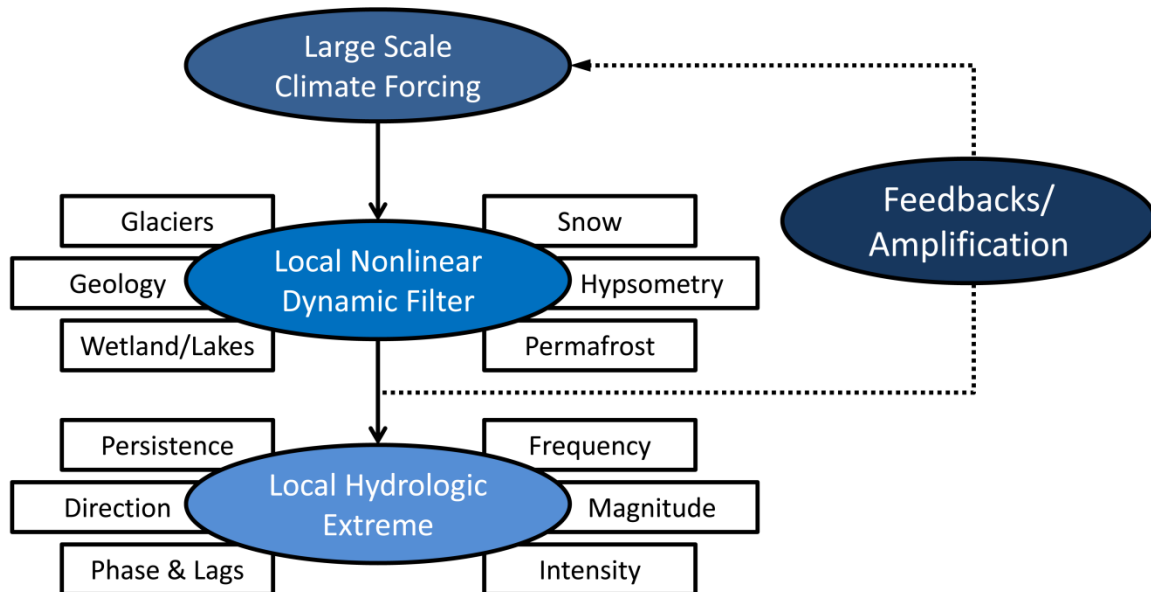 Large Scale
Climate Forcing
Feedbacks/
Amplification
Glaciers
Snow
Local Nonlinear
Dynamic Filter
Geology
Hypsometry
Wetland/Lakes
Permafrost
Persistence
Frequency
Local Hydrologic
Extreme
Direction
Magnitude
Phase & Lags
Intensity